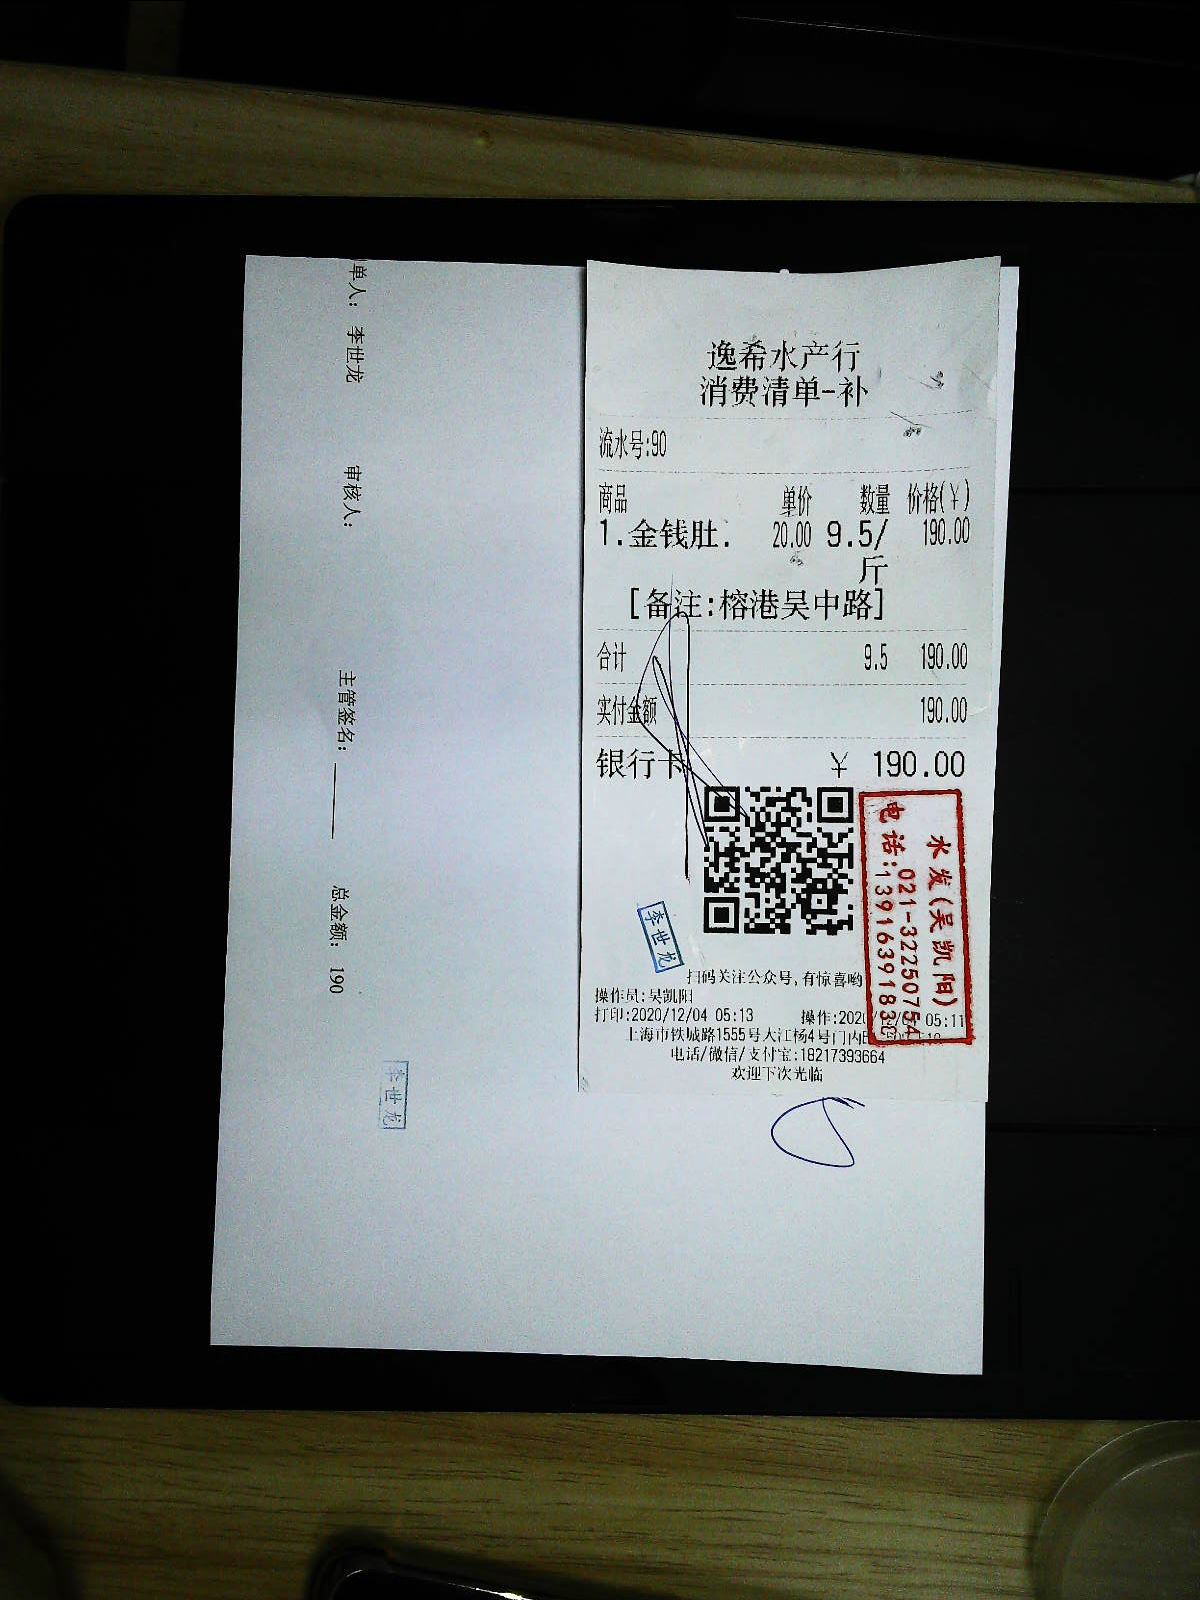 逸希水产行
消费清单-补
流水号:90
商品 单价 数量 价格(¥)
1.金钱肚. 20.00 9.5/ 190.00
斤
[备注:榕港吴中路]
合计 9.5 190.00
实付金额 190.00
银行卡 ¥ 190.00
水发(吴凯阳)
021-32250754
电话:13916391830
李世龙
扫码关注公众号,有惊喜哟
操作员:吴凯阳
打印:2020/12/04 05:13 操作:2020/12/ 05:11
上海市铁城路1555号大江杨4号门内
电话/微信/支付宝:18217393664
欢迎下次光临
单人: 李世龙 审核人: 主管签名: 总金额: 190
李世龙